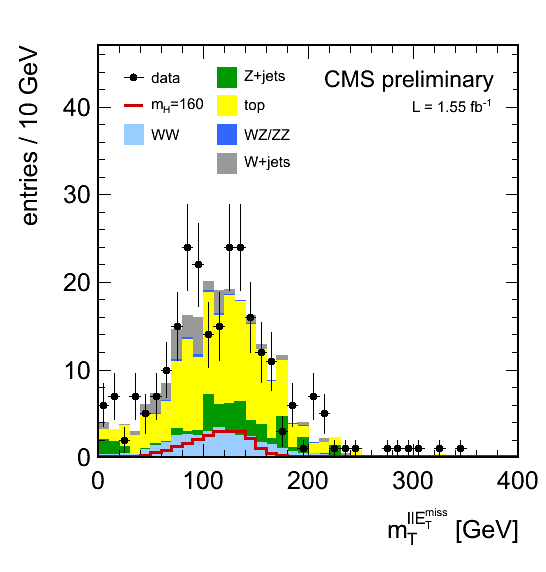 entries / 10 GeV
data
m_H=160
WW
Z+jets
top
WZ/ZZ
W+jets
CMS preliminary
L = 1.55 fb⁻¹
40
30
20
10
0
0 100 200 300 400
m_T^{llE_T^{miss}} [GeV]